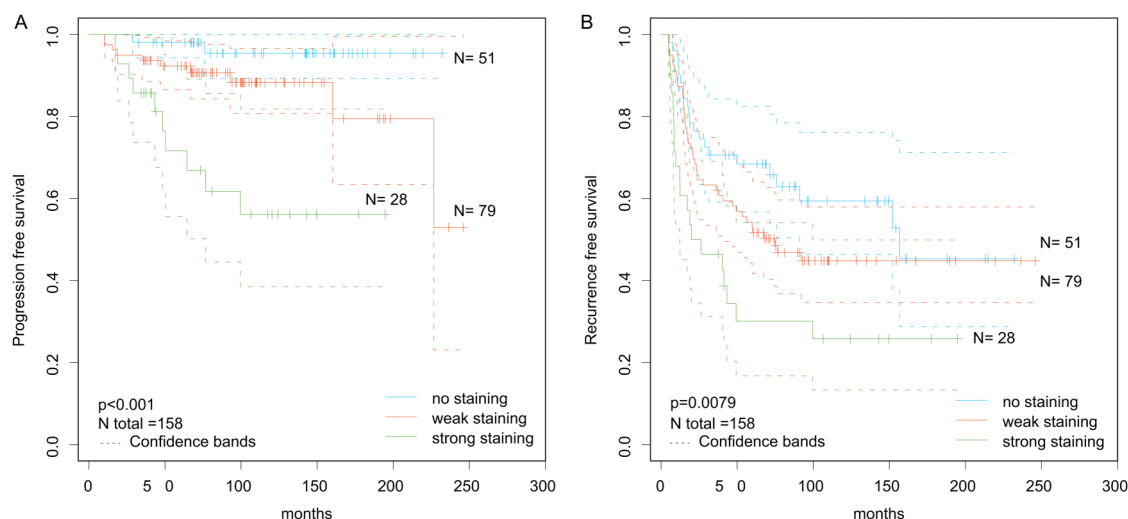 A
Progression free survival
1.0
0.8
0.6
0.4
0.2
0.0
N= 51
N= 28
N= 79
p<0.001
N total =158
Confidence bands
no staining
weak staining
strong staining
0 5 0 100 150 200 250 300
months
B
Recurrence free survival
1.0
0.8
0.6
0.4
0.2
0.0
N= 51
N= 79
N= 28
p=0.0079
N total =158
Confidence bands
no staining
weak staining
strong staining
0 5 0 100 150 200 250 300
months